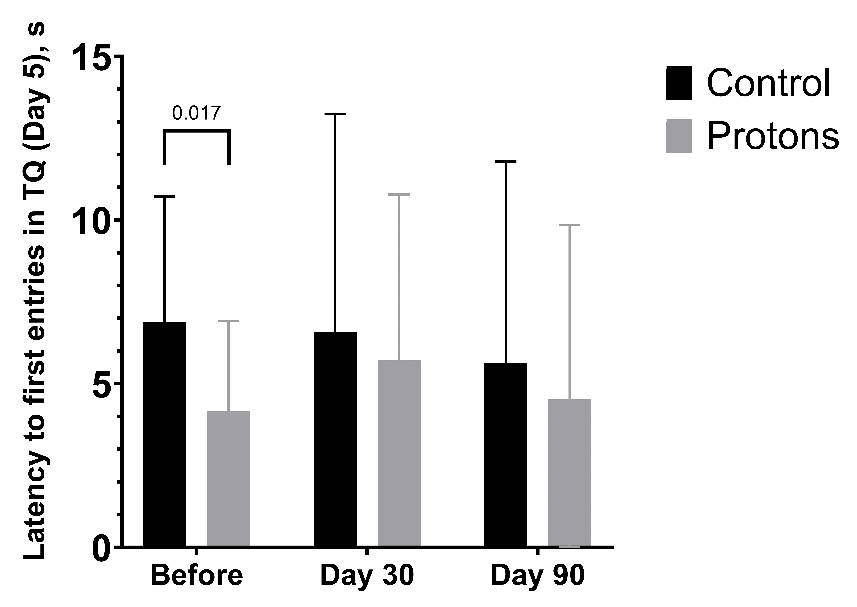 Latency to first entries in TQ (Day 5), s
15
10
5
0
0.017
Before
Day 30
Day 90
Control
Protons